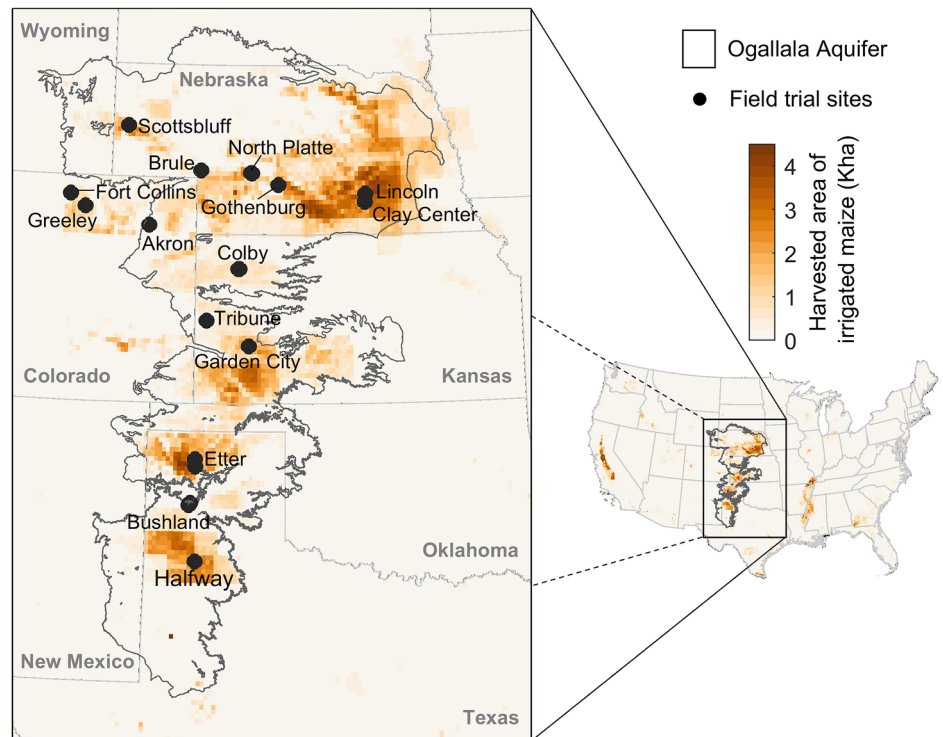 Wyoming
Nebraska
Scottsbluff
North Platte
Brule
Fort Collins
Lincoln
Gothenburg
Clay Center
Greeley
Akron
Colby
Tribune
Garden City
Colorado
Kansas
Etter
Bushland
Oklahoma
Halfway
New Mexico
Texas
Ogallala Aquifer
Field trial sites
4
3
2
1
0
Harvested area of
irrigated maize (Kha)